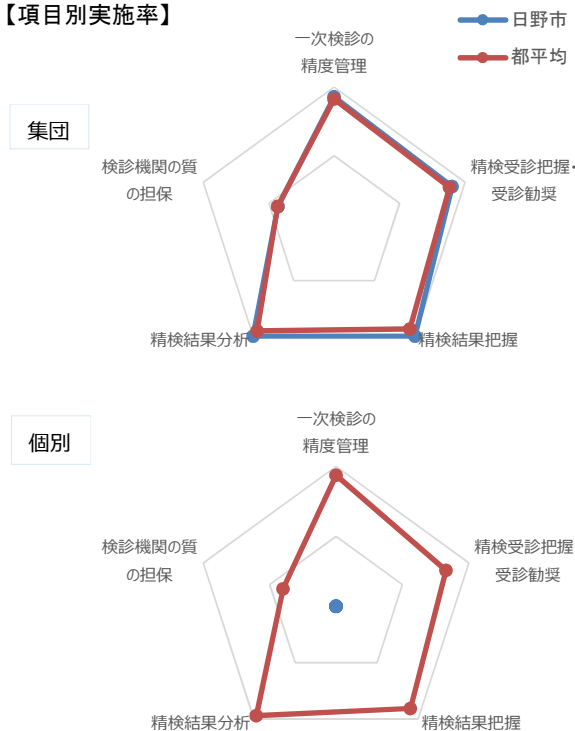 【項目別実施率】
日野市
都平均
集団
一次検診の
精度管理
精検受診把握・
受診勧奨
精検結果把握
精検結果分析
検診機関の質
の担保
個別
一次検診の
精度管理
精検受診把握
受診勧奨
精検結果把握
精検結果分析
検診機関の質
の担保